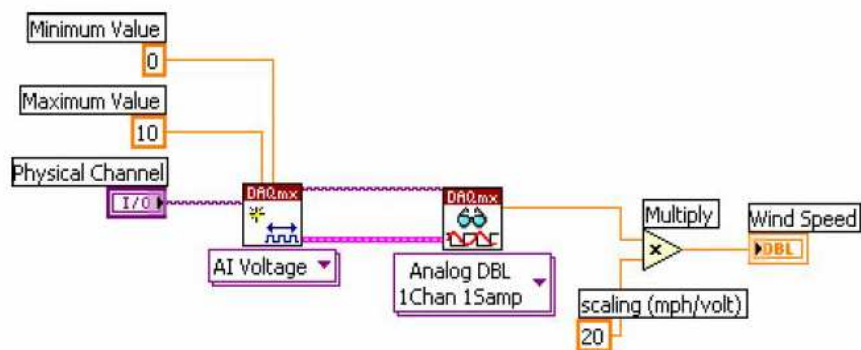 Minimum Value
0
Maximum Value
10
Physical Channel
I/O
DAQmx
AI Voltage
DAQmx
Analog DBL
1Chan 1Samp
Multiply
x
Wind Speed
DBL
scaling (mph/volt)
20